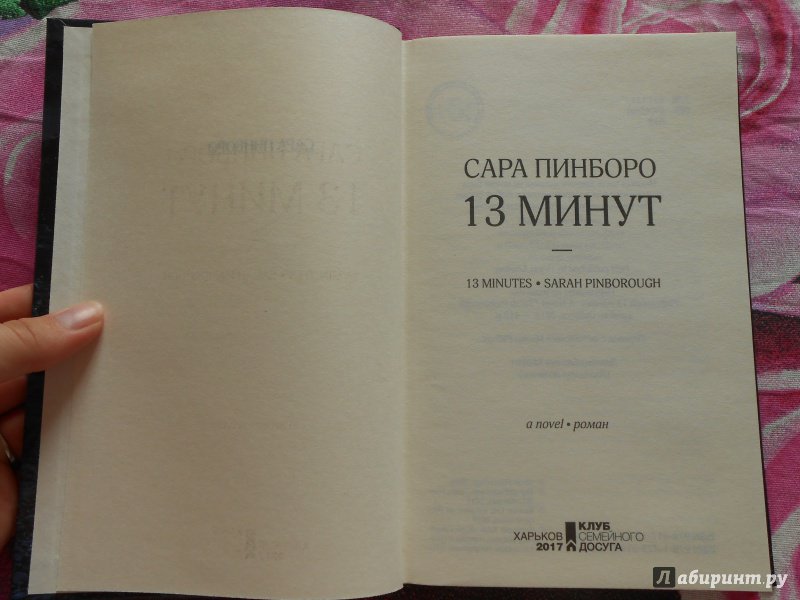 САРА ПИНБОРО
13 МИНУТ
—
13 MINUTES • SARAH PINBOROUGH
a novel • роман
ХАРЬКОВ
2017
КЛУБ
СЕМЕЙНОГО
ДОСУГА
Лабиринт.ру